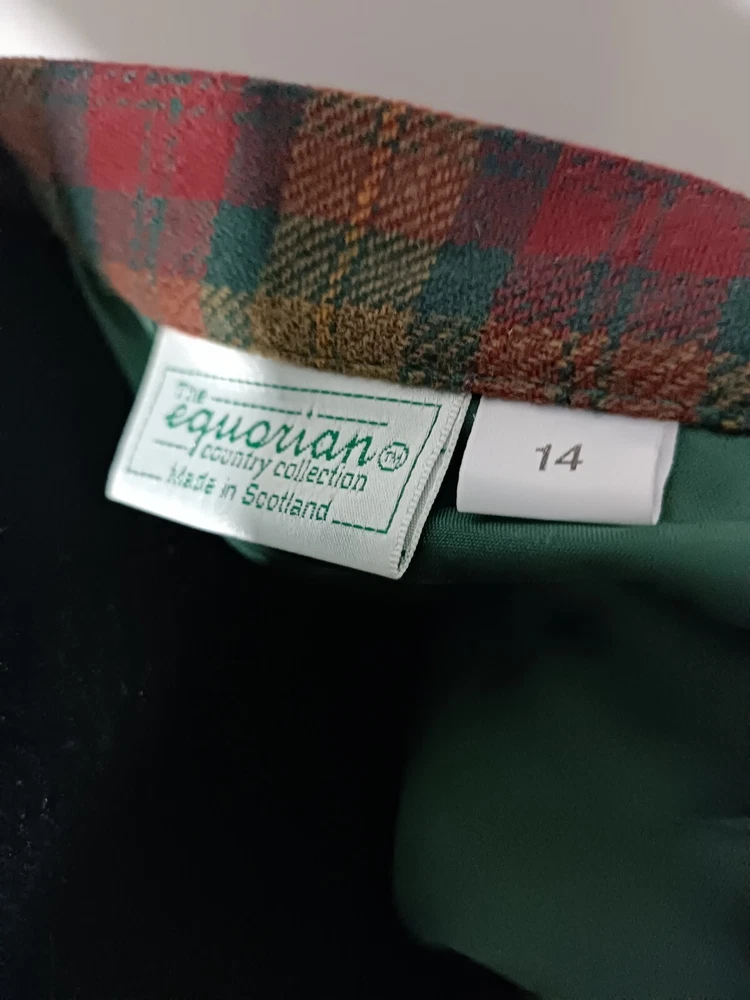 The
equorian TM
country collection
Made in Scotland
14